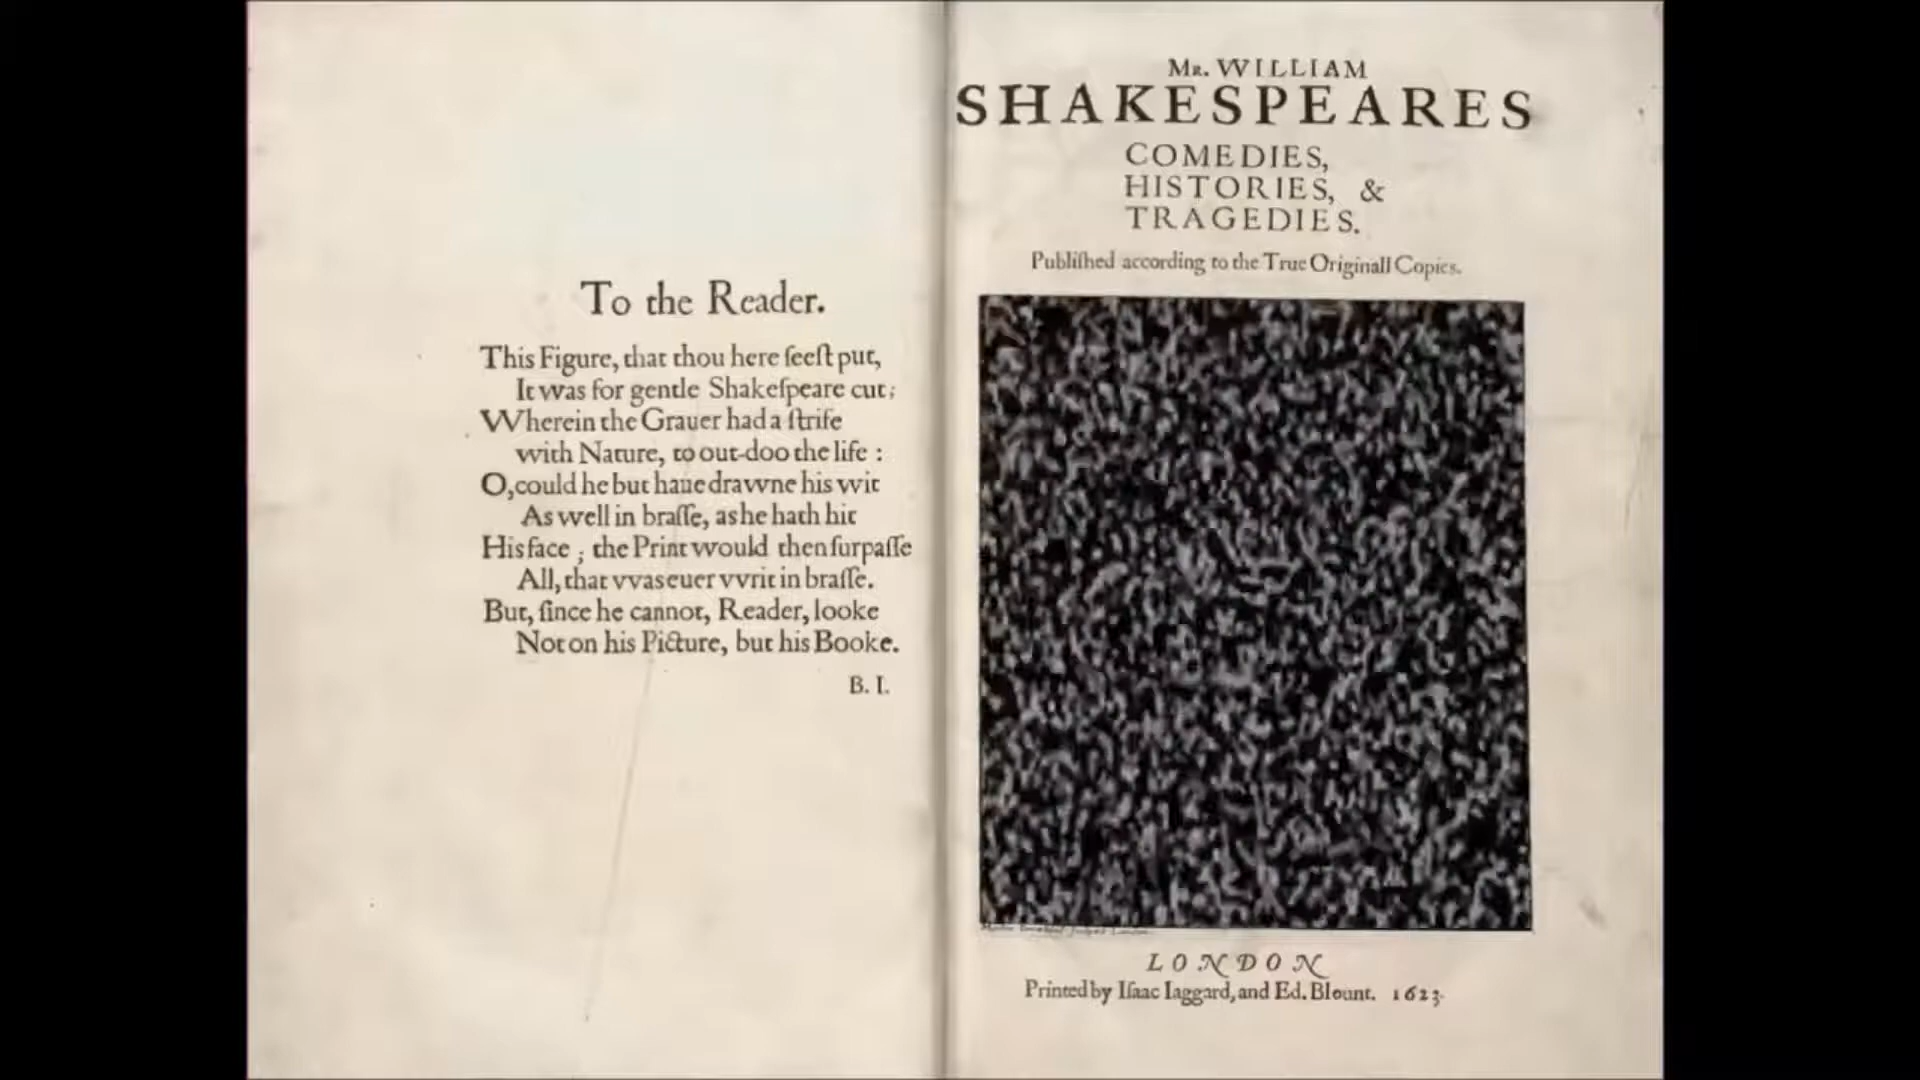 To the Reader.
This Figure, that thou here ſeeſt put,
It was for gentle Shakeſpeare cut;
Wherein the Grauer had a ſtrife
with Nature, to out-doo the life :
O, could he but haue drawne his wit
As well in braſſe, as he hath hit
His face ; the Print would then ſurpaſſe
All, that vvas euer vvrit in braſſe.
But, ſince he cannot, Reader, looke
Not on his Picture, but his Booke.
B. I.
Mr. WILLIAM
SHAKESPEARES
COMEDIES,
HISTORIES, &
TRAGEDIES.
Publiſhed according to the True Originall Copies.
LONDON
Printed by Iſaac Iaggard, and Ed. Blount. 1623.